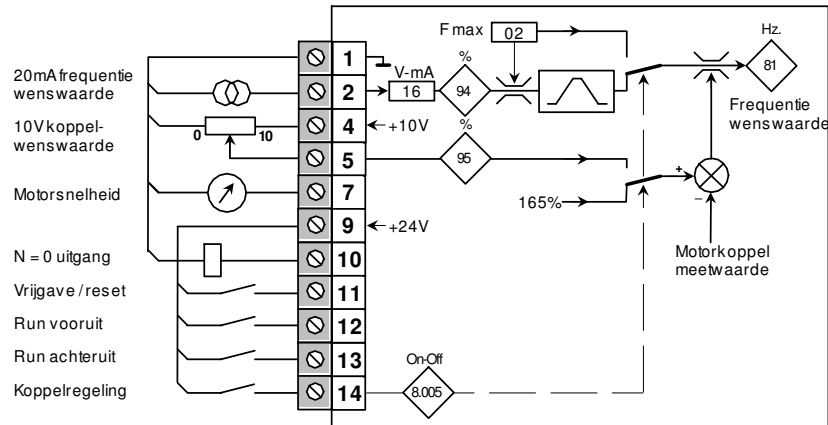 20mA frequentie
wenswaarde
10V koppel-
wenswaarde
0 10
Motorsnelheid
N = 0 uitgang
Vrijgave / reset
Run vooruit
Run achteruit
Koppelregeling
1
2
4
5
7
9
10
11
12
13
14
+10V
+24V
V-mA
16
%
94
%
95
F max
02
165%
On-Off
8.005
Hz.
81
Frequentie
wenswaarde
+
–
Motorkoppel
meetwaarde